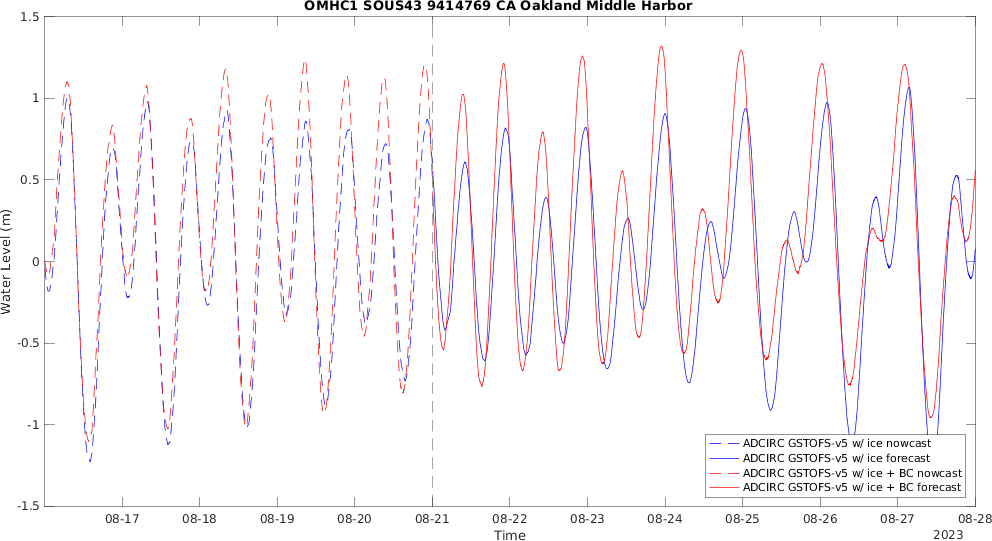 OMHC1 SOUS43 9414769 CA Oakland Middle Harbor
1.5
1
0.5
0
-0.5
-1
-1.5
Water Level (m)
08-17 08-18 08-19 08-20 08-21 08-22 08-23 08-24 08-25 08-26 08-27 08-28
Time
2023
ADCIRC GSTOFS-v5 w/ ice nowcast
ADCIRC GSTOFS-v5 w/ ice forecast
ADCIRC GSTOFS-v5 w/ ice + BC nowcast
ADCIRC GSTOFS-v5 w/ ice + BC forecast